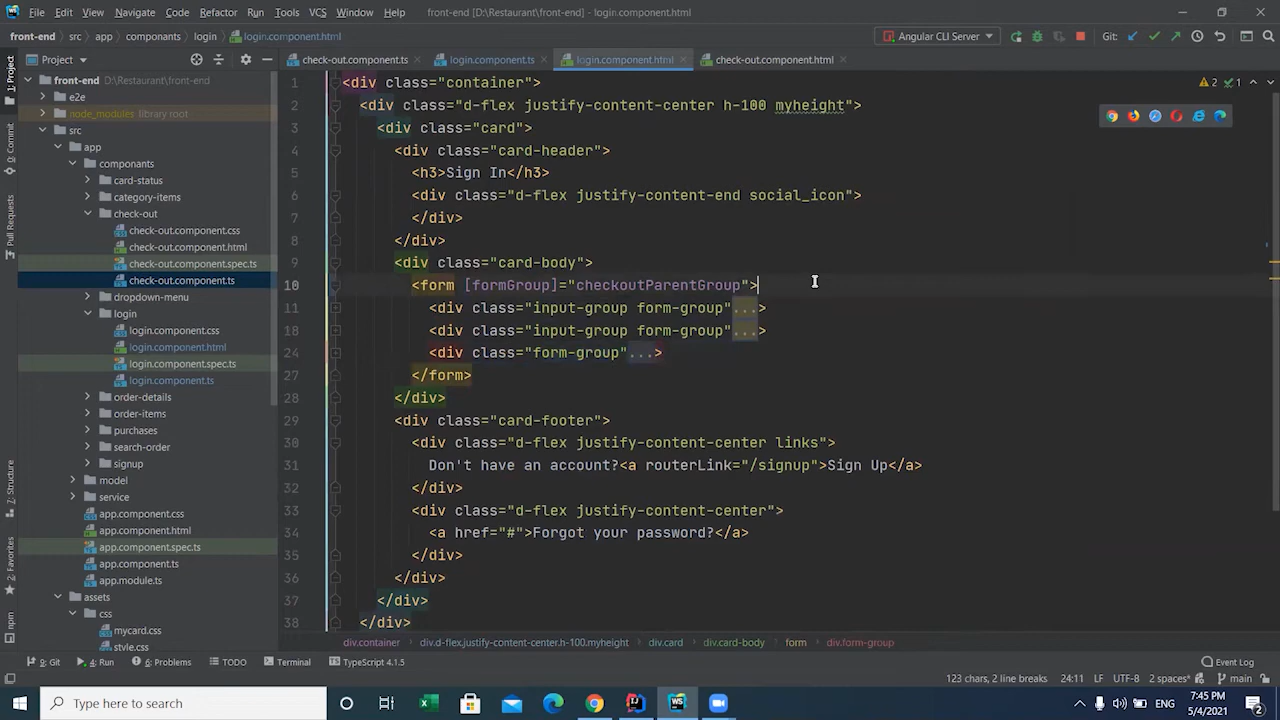 File Edit View Navigate Code Refactor Run Tools VCS Window Help front-end [D:\Restaurant\front-end] - login.component.html
front-end src app componants login login.component.html Angular CLI Server Git:
Project check-out.component.ts login.component.ts login.component.html check-out.component.html
1: Project
0: Commit
Pull Requests
7: Structure
2: Favorites
npm
front-end D:\Restaurant\front-end
e2e
node_modules library root
src
app
componants
card-status
category-items
check-out
check-out.component.css
check-out.component.html
check-out.component.spec.ts
check-out.component.ts
dropdown-menu
login
login.component.css
login.component.html
login.component.spec.ts
login.component.ts
order-details
order-items
purchases
search-order
signup
model
service
app.component.css
app.component.html
app.component.spec.ts
app.component.ts
app.module.ts
assets
css
mycard.css
style.css
2 1
1 <div class="container">
2 <div class="d-flex justify-content-center h-100 myheight">
3 <div class="card">
4 <div class="card-header">
5 <h3>Sign In</h3>
6 <div class="d-flex justify-content-end social_icon">
7 </div>
8 </div>
9 <div class="card-body">
10 <form [formGroup]="checkoutParentGroup">
11 <div class="input-group form-group"...>
18 <div class="input-group form-group"...>
24 <div class="form-group"...>
27 </form>
28 </div>
29 <div class="card-footer">
30 <div class="d-flex justify-content-center links">
31 Don't have an account?<a routerLink="/signup">Sign Up</a>
32 </div>
33 <div class="d-flex justify-content-center">
34 <a href="#">Forgot your password?</a>
35 </div>
36 </div>
37 </div>
38 </div>
div.container div.d-flex.justify-content-center.h-100.myheight div.card div.card-body form div.form-group
9: Git 4: Run 6: Problems TODO Terminal TypeScript 4.1.5 Event Log
123 chars, 2 line breaks 24:11 LF UTF-8 2 spaces* main
Type here to search ENG 7:45 PM 5/4/2021 2